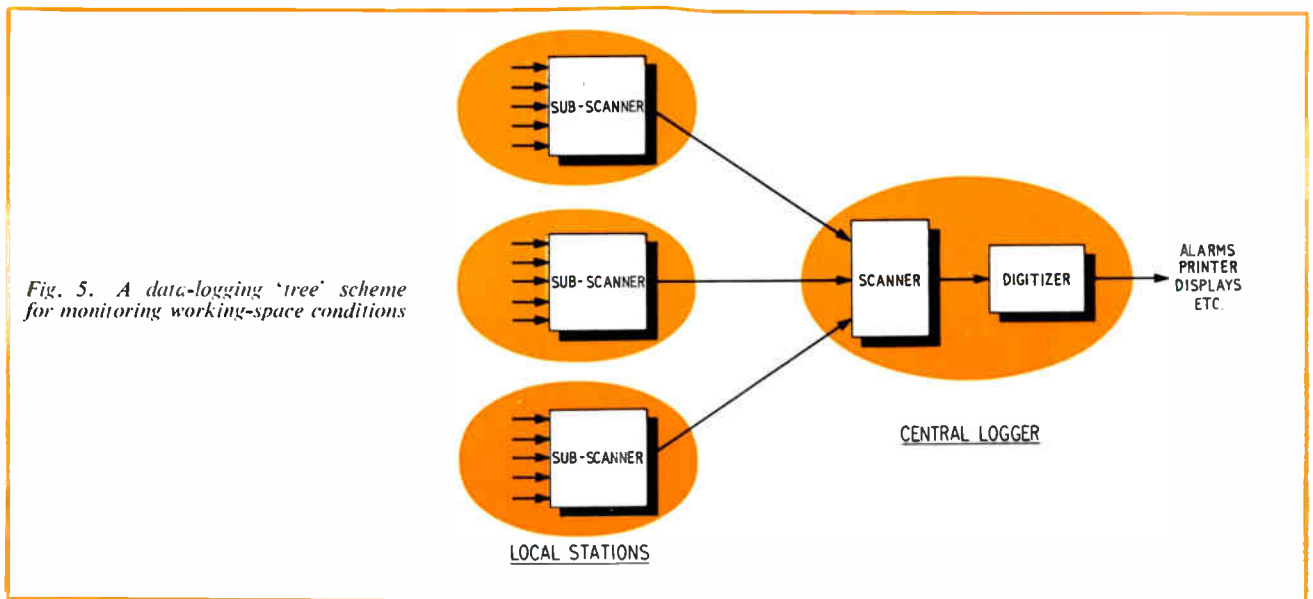 Fig. 5. A data-logging 'tree' scheme
for monitoring working-space conditions
SUB-SCANNER
SUB-SCANNER
SUB-SCANNER
LOCAL STATIONS
SCANNER
DIGITIZER
CENTRAL LOGGER
ALARMS
PRINTER
DISPLAYS
ETC.